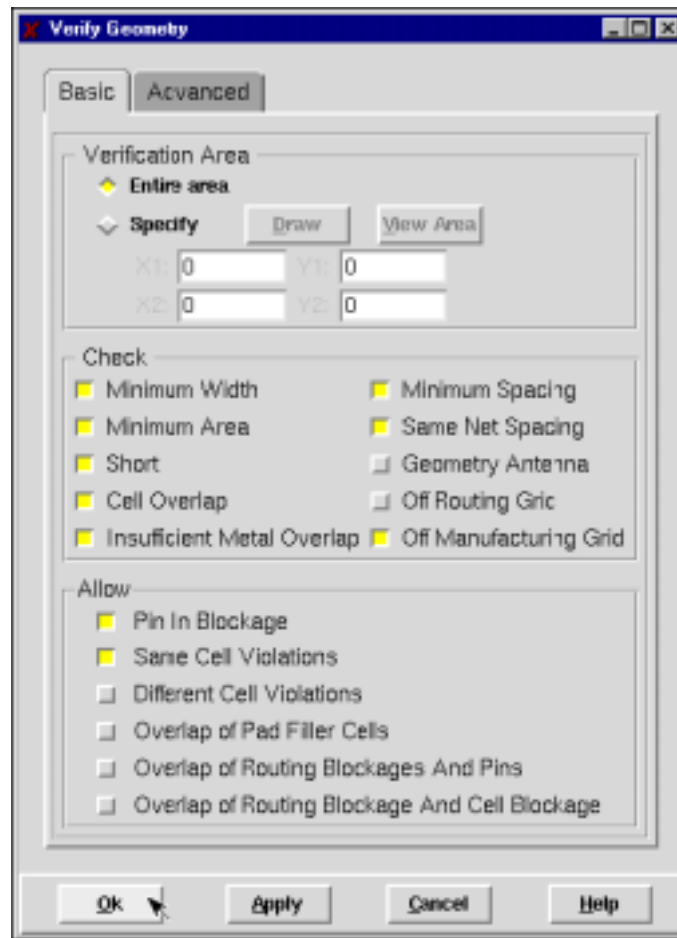 Verify Geometry
Basic Advanced
Verification Area
Entire area
Specify Draw View Area
X1: 0 Y1: 0
X2: 0 Y2: 0
Check
Minimum Width Minimum Spacing
Minimum Area Same Net Spacing
Short Geometry Antenna
Cell Overlap Off Routing Grid
Insufficient Metal Overlap Off Manufacturing Grid
Allow
Pin In Blockage
Same Cell Violations
Different Cell Violations
Overlap of Pad Filler Cells
Overlap of Routing Blockages And Pins
Overlap of Routing Blockage And Cell Blockage
Ok Apply Cancel Help